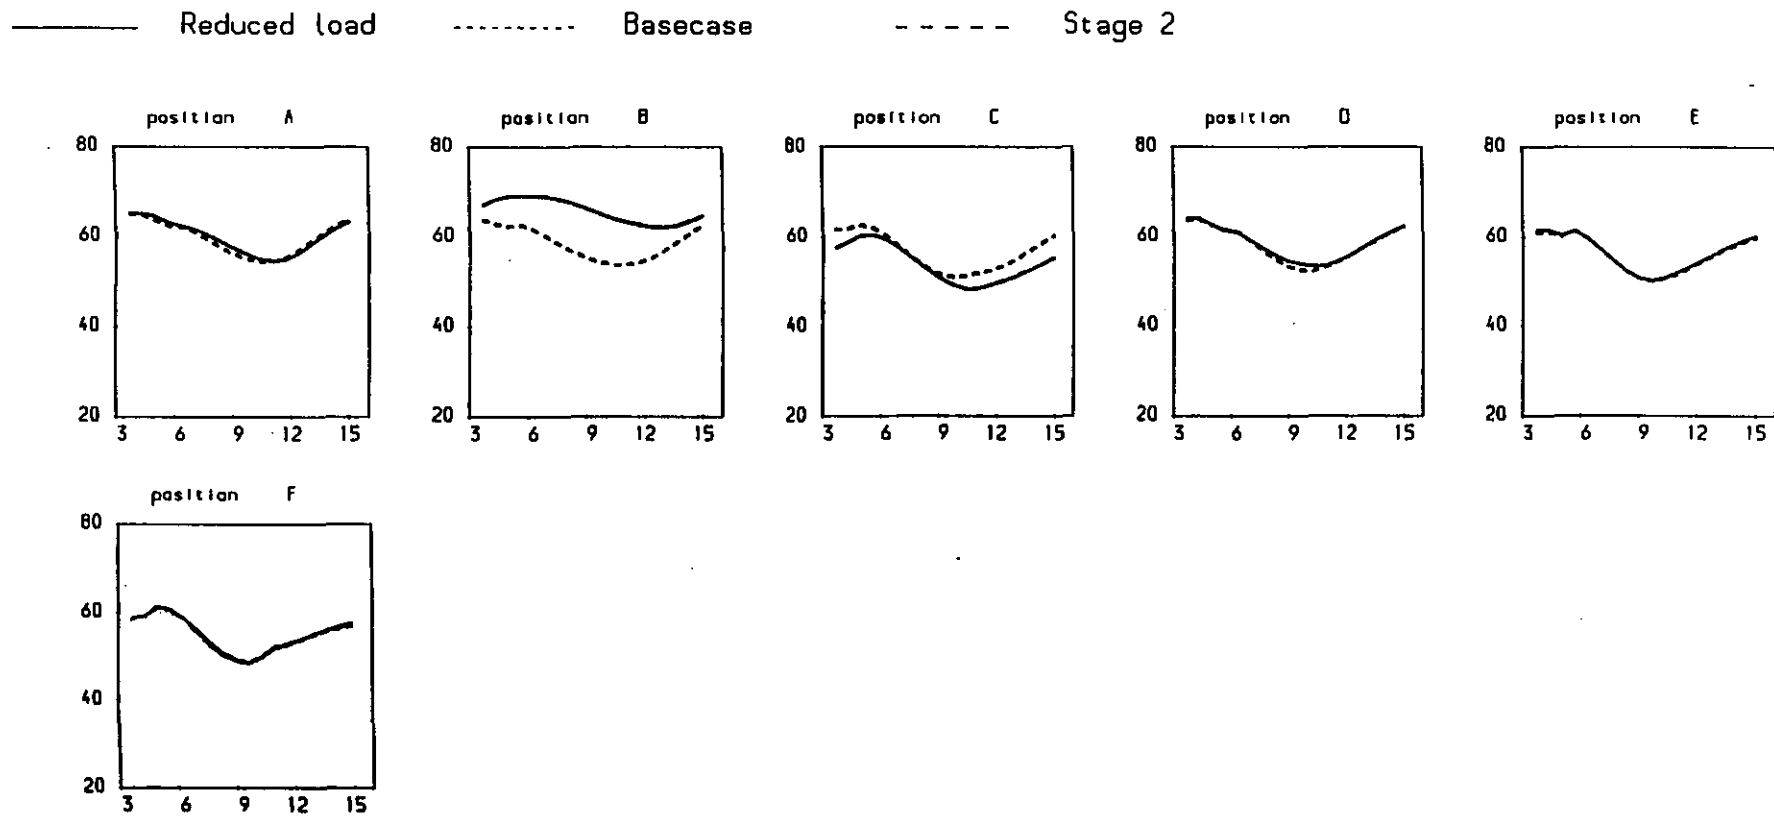 Reduced load Basecase Stage 2
position A position B position C position D position E
80 80 80 80 80
60 60 60 60 60
40 40 40 40 40
20 20 20 20 20
3 6 9 12 15 3 6 9 12 15 3 6 9 12 15 3 6 9 12 15 3 6 9 12 15
position F
80
60
40
20
3 6 9 12 15